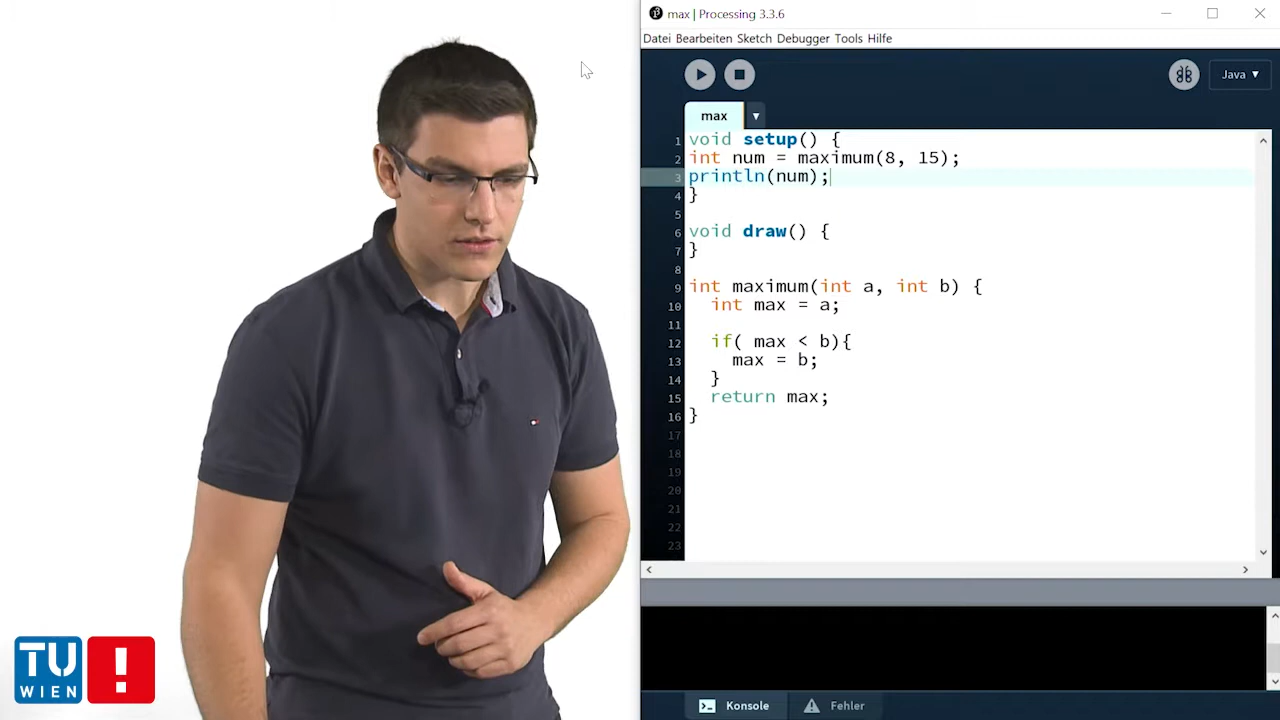 max | Processing 3.3.6
Datei Bearbeiten Sketch Debugger Tools Hilfe
Java ▾
max
1 void setup() {
2 int num = maximum(8, 15);
3 println(num);
4 }
5
6 void draw() {
7 }
8
9 int maximum(int a, int b) {
10 int max = a;
11
12 if( max < b){
13 max = b;
14 }
15 return max;
16 }
17
18
19
20
21
22
23
Konsole
Fehler
TU
WIEN
!